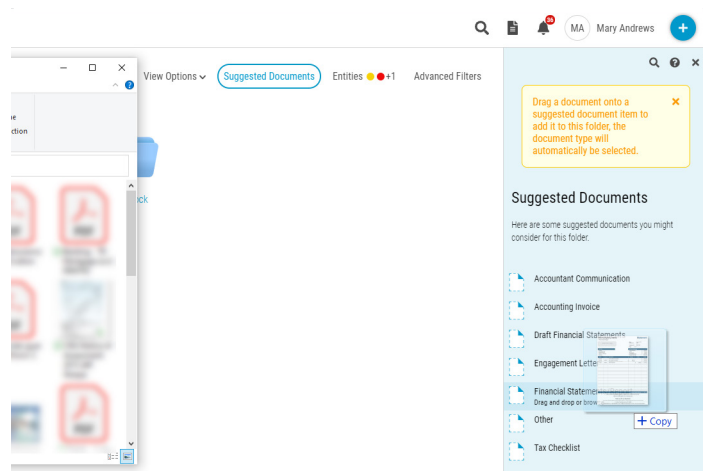 36
MA Mary Andrews
View Options Suggested Documents Entities +1 Advanced Filters
ction
ck
Drag a document onto a
suggested document item to
add it to this folder, the
document type will
automatically be selected.
Suggested Documents
Here are some suggested documents you might
consider for this folder.
Accountant Communication
Accounting Invoice
Draft Financial Statements
Engagement Lette
Financial Stateme
Drag and drop or brow
Other
+ Copy
Tax Checklist